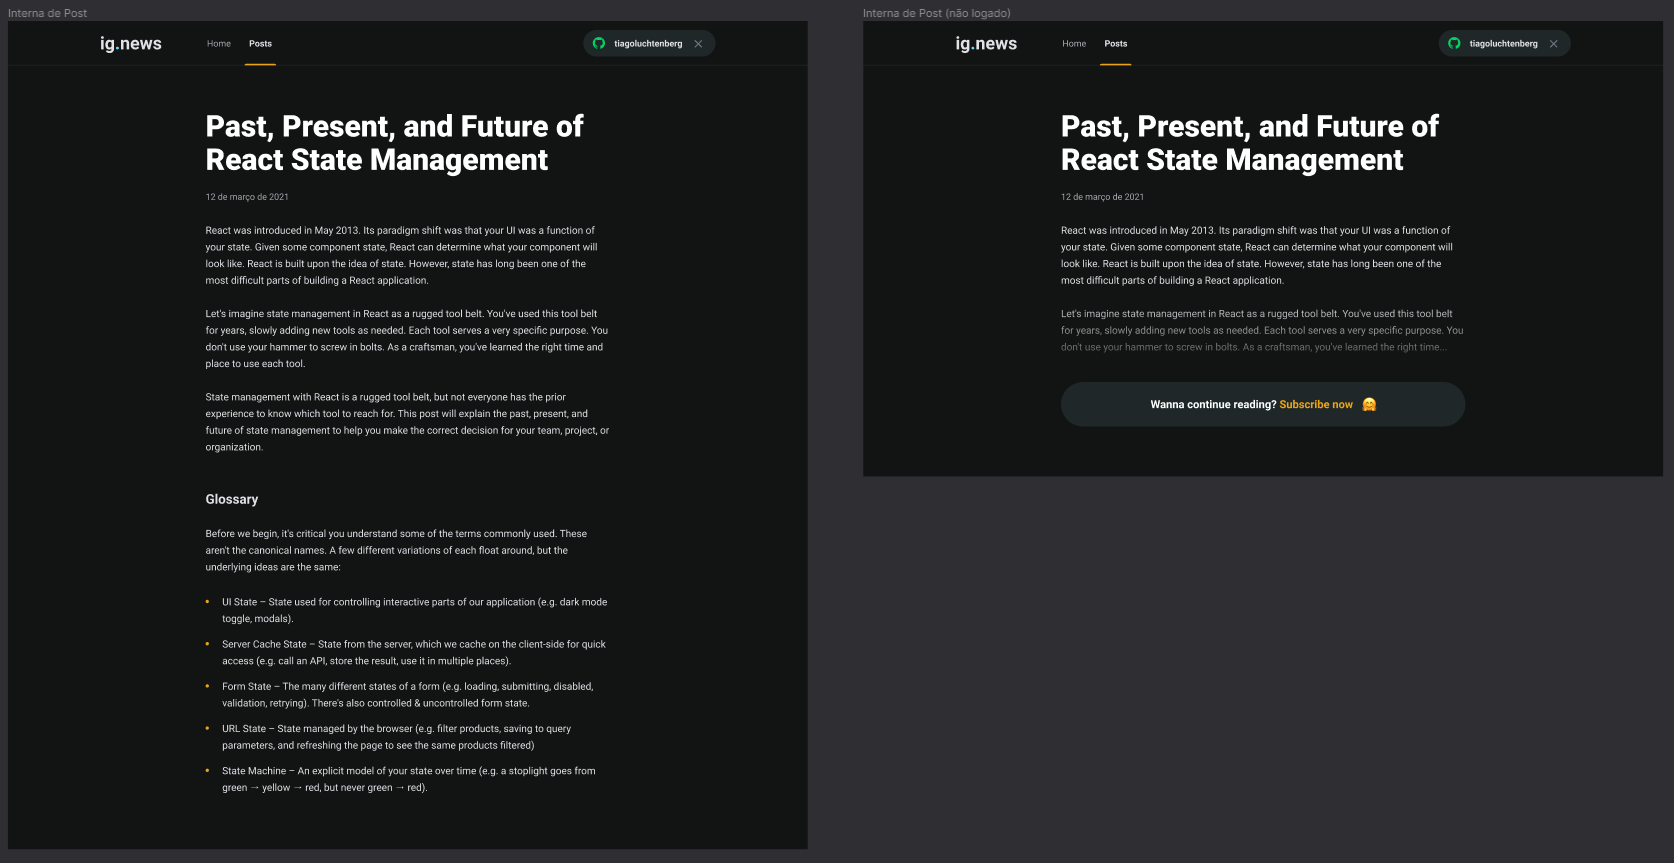 Interna de Post
ig.news
Home
Posts
tiagoluchtenberg
Past, Present, and Future of
React State Management
12 de março de 2021
React was introduced in May 2013. Its paradigm shift was that your UI was a function of
your state. Given some component state, React can determine what your component will
look like. React is built upon the idea of state. However, state has long been one of the
most difficult parts of building a React application.
Let's imagine state management in React as a rugged tool belt. You've used this tool belt
for years, slowly adding new tools as needed. Each tool serves a very specific purpose. You
don't use your hammer to screw in bolts. As a craftsman, you've learned the right time and
place to use each tool.
State management with React is a rugged tool belt, but not everyone has the prior
experience to know which tool to reach for. This post will explain the past, present, and
future of state management to help you make the correct decision for your team, project, or
organization.
Glossary
Before we begin, it's critical you understand some of the terms commonly used. These
aren't the canonical names. A few different variations of each float around, but the
underlying ideas are the same:
• UI State – State used for controlling interactive parts of our application (e.g. dark mode
toggle, modals).
• Server Cache State – State from the server, which we cache on the client-side for quick
access (e.g. call an API, store the result, use it in multiple places).
• Form State – The many different states of a form (e.g. loading, submitting, disabled,
validation, retrying). There's also controlled & uncontrolled form state.
• URL State – State managed by the browser (e.g. filter products, saving to query
parameters, and refreshing the page to see the same products filtered)
• State Machine – An explicit model of your state over time (e.g. a stoplight goes from
green → yellow → red, but never green → red).
Interna de Post (não logado)
ig.news
Home
Posts
tiagoluchtenberg
Past, Present, and Future of
React State Management
12 de março de 2021
React was introduced in May 2013. Its paradigm shift was that your UI was a function of
your state. Given some component state, React can determine what your component will
look like. React is built upon the idea of state. However, state has long been one of the
most difficult parts of building a React application.
Let's imagine state management in React as a rugged tool belt. You've used this tool belt
for years, slowly adding new tools as needed. Each tool serves a very specific purpose. You
don't use your hammer to screw in bolts. As a craftsman, you've learned the right time...
Wanna continue reading? Subscribe now 🤗